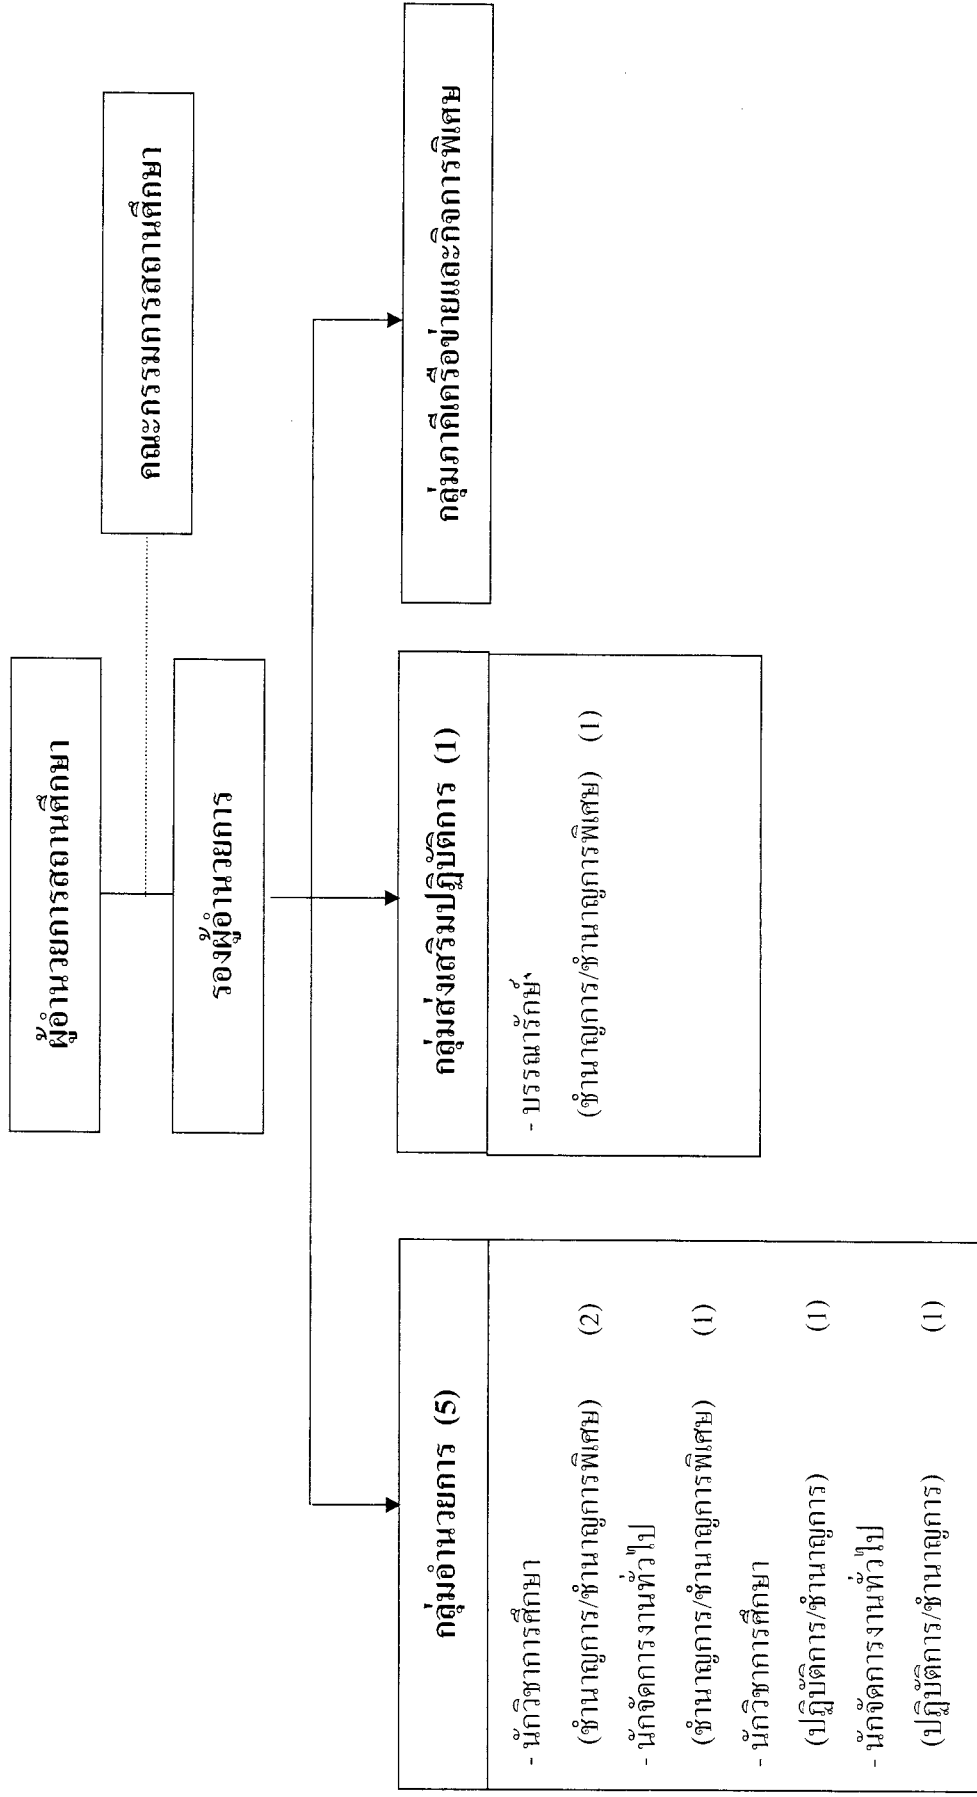 ผู้อำนวยการสถานศึกษา
คณะกรรมการสถานศึกษา
รองผู้อำนวยการ
กลุ่มอำนวยการ (5)
- นักวิชาการศึกษา
(ชำนาญการ/ชำนาญการพิเศษ) (2)
- นักจัดการงานทั่วไป
(ชำนาญการ/ชำนาญการพิเศษ) (1)
- นักวิชาการศึกษา
(ปฏิบัติการ/ชำนาญการ) (1)
- นักจัดการงานทั่วไป
(ปฏิบัติการ/ชำนาญการ) (1)
กลุ่มส่งเสริมปฏิบัติการ (1)
- บรรณารักษ์
(ชำนาญการ/ชำนาญการพิเศษ) (1)
กลุ่มภาคีเครือข่ายและกิจการพิเศษ